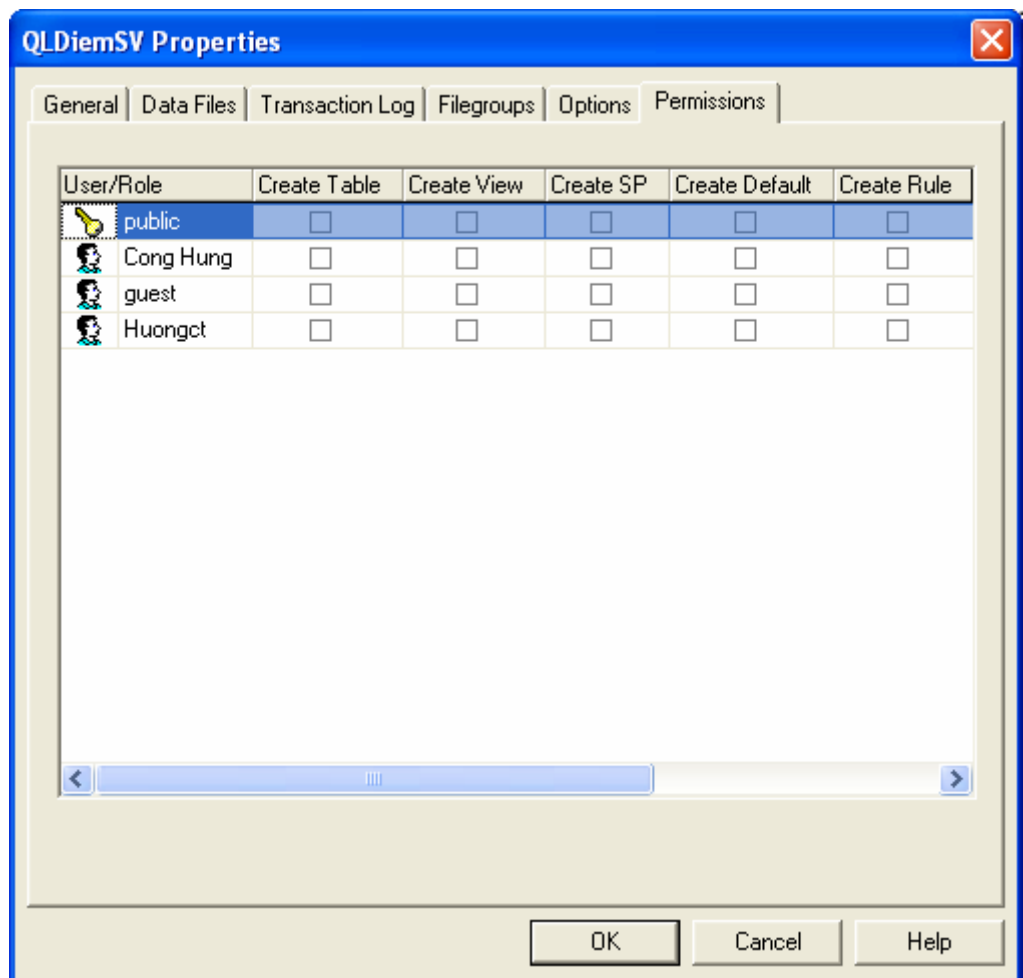 QLDiemSV Properties
General Data Files Transaction Log Filegroups Options Permissions
User/Role Create Table Create View Create SP Create Default Create Rule
public
Cong Hung
guest
Huongct
OK Cancel Help